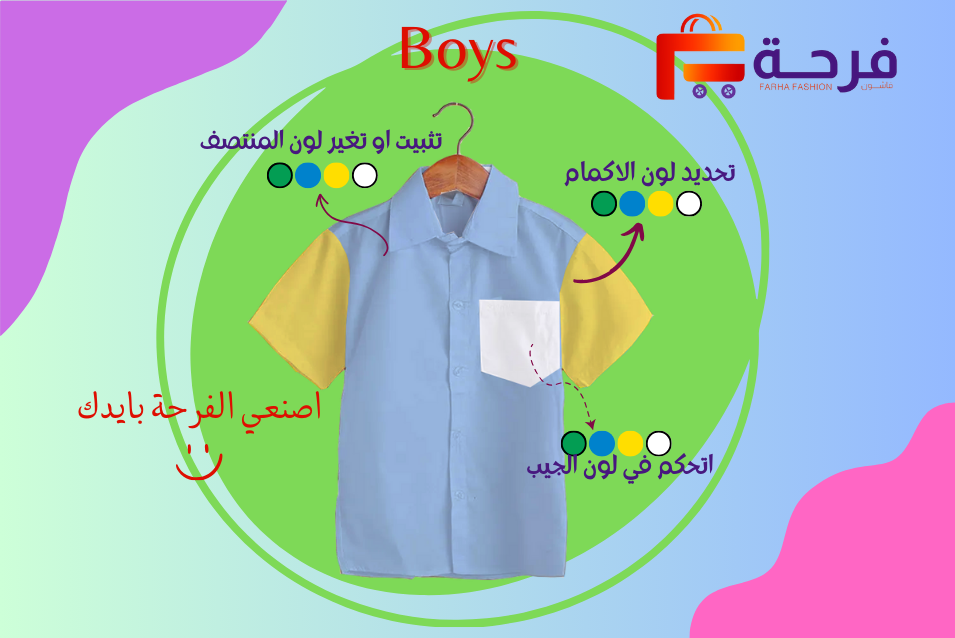 Boys
فرحة
FARHA FASHION فاشون
تثبيت او تغير لون المنتصف
تحديد لون الاكمام
اصنعي الفرحة بايدك
اتحكم في لون الجيب